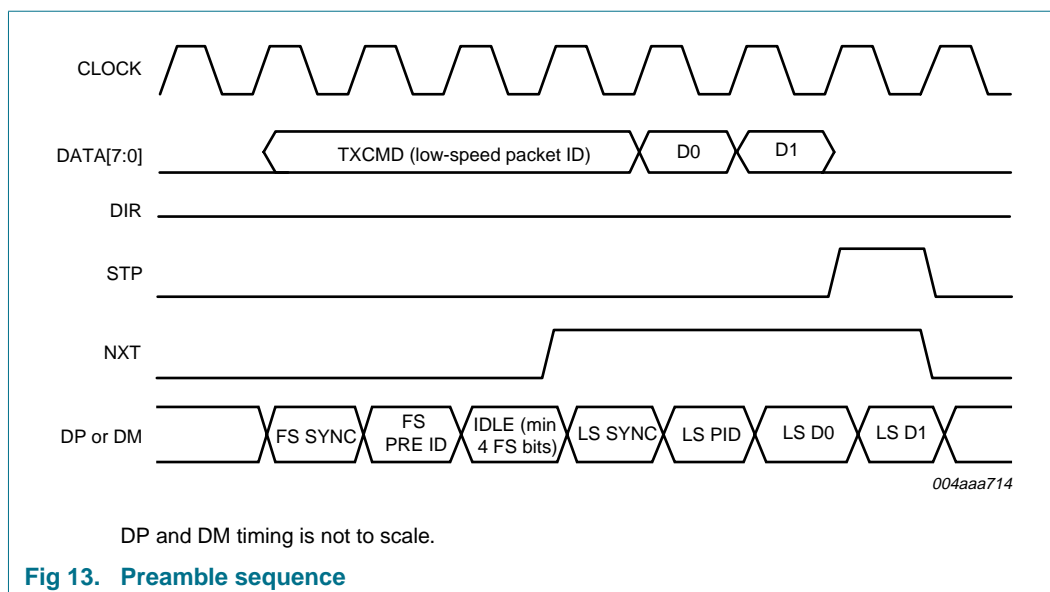 CLOCK
DATA[7:0]
TXCMD (low-speed packet ID)
D0
D1
DIR
STP
NXT
DP or DM
FS SYNC
FS
PRE ID
IDLE (min
4 FS bits)
LS SYNC
LS PID
LS D0
LS D1
004aaa714
DP and DM timing is not to scale.
Fig 13. Preamble sequence